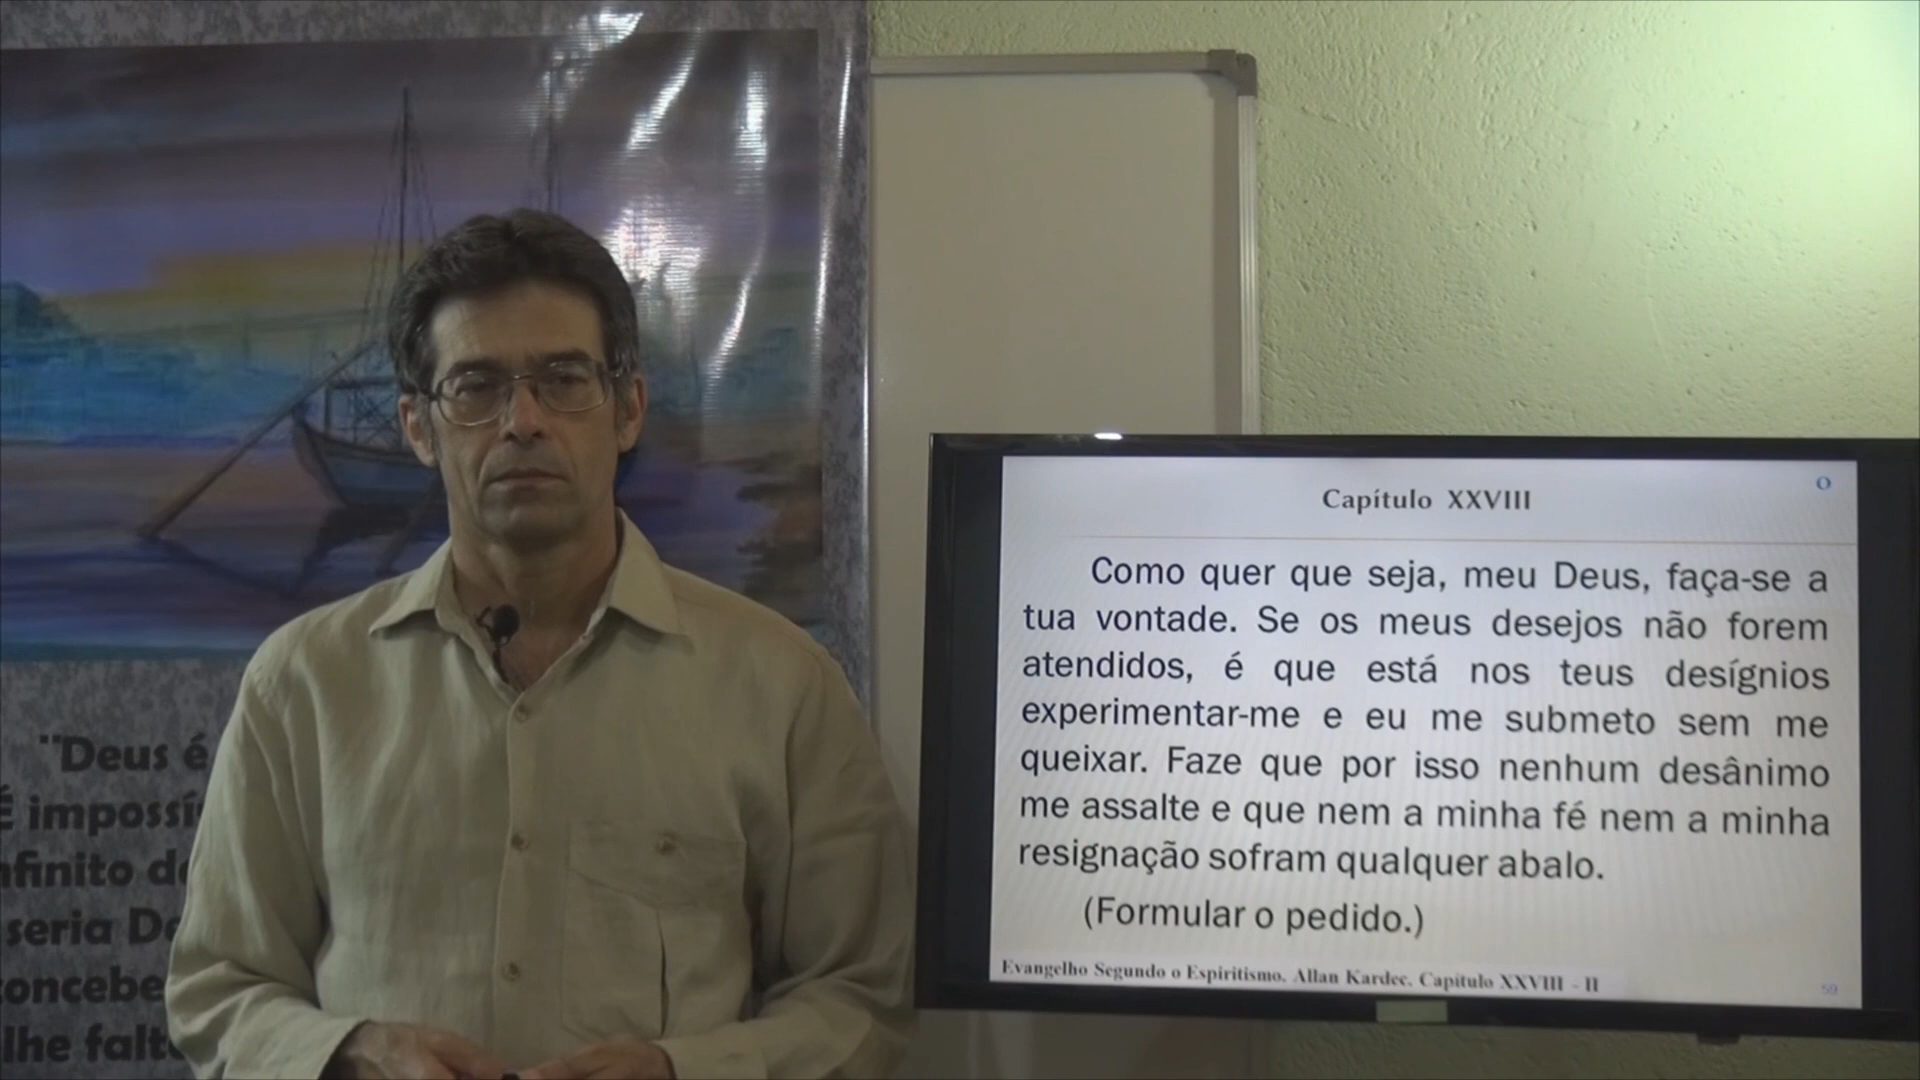 ¨Deus é
É impossí
nfinito d
seria De
concebe
lhe falt
Capítulo XXVIII
Como quer que seja, meu Deus, faça-se a
tua vontade. Se os meus desejos não forem
atendidos, é que está nos teus desígnios
experimentar-me e eu me submeto sem me
queixar. Faze que por isso nenhum desânimo
me assalte e que nem a minha fé nem a minha
resignação sofram qualquer abalo.
(Formular o pedido.)
Evangelho Segundo o Espiritismo. Allan Kardec. Capítulo XXVIII - II
59